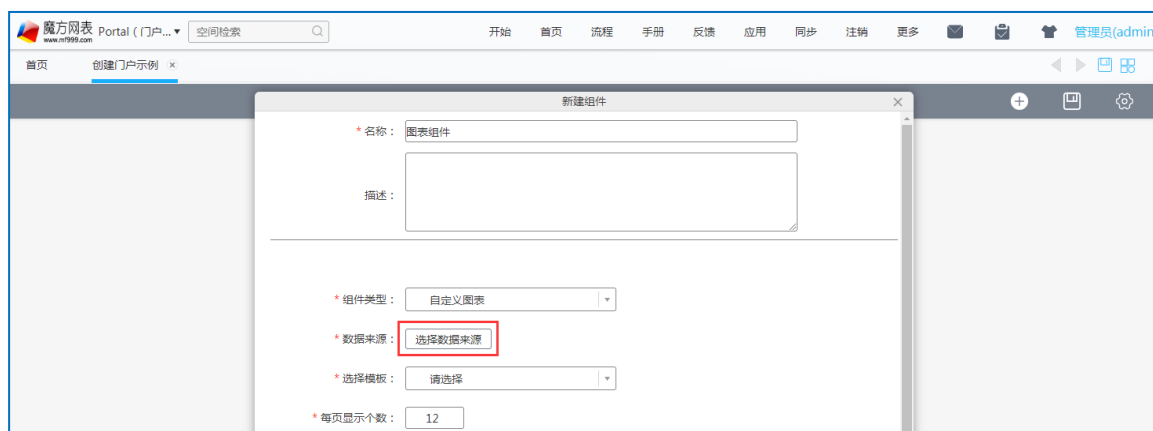 魔方网表 www.mf999.com Portal ( 门户... 空间检索 开始 首页 流程 手册 反馈 应用 同步 注销 更多 管理员(admin
首页 创建门户示例 ×
新建组件
* 名称： 图表组件
描述：
* 组件类型： 自定义图表
* 数据来源： 选择数据来源
* 选择模板： 请选择
* 每页显示个数： 12